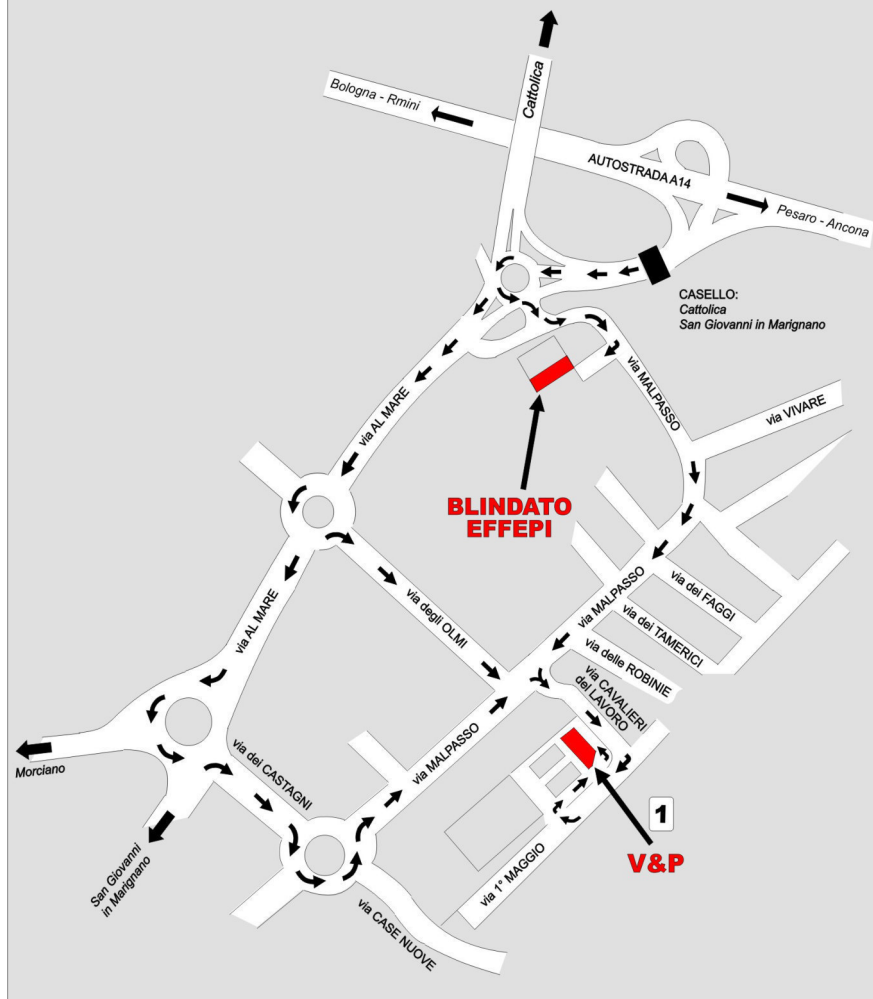 Cattolica
Bologna - Rmini
AUTOSTRADA A14
Pesaro - Ancona
CASELLO:
Cattolica
San Giovanni in Marignano
via MALPASSO
via AL MARE
via VIVARE
BLINDATO
EFFEPI
via MALPASSO
via dei FAGGI
via degli OLMI
via dei TAMERICI
via AL MARE
via delle ROBINIE
via CAVALIERI
del LAVORO
via MALPASSO
via dei CASTAGNI
Morciano
1
V&P
San Giovanni
in Marignano
via 1° MAGGIO
via CASE NUOVE